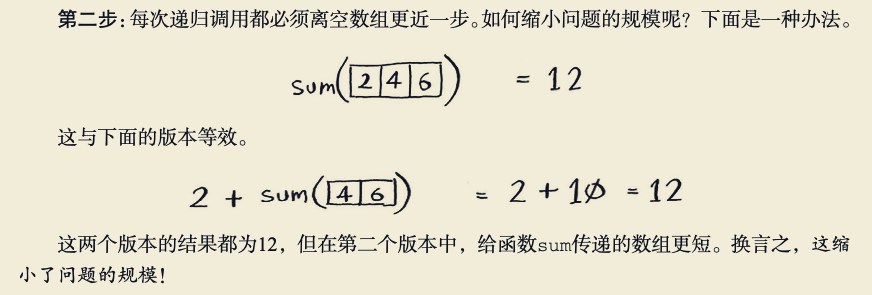 第二步：每次递归调用都必须离空数组更近一步。如何缩小问题的规模呢？下面是一种办法。
sum(2 4 6) = 12
这与下面的版本等效。
2 + sum(4 6) = 2 + 10 = 12
这两个版本的结果都为12，但在第二个版本中，给函数sum传递的数组更短。换言之，这缩
小了问题的规模！